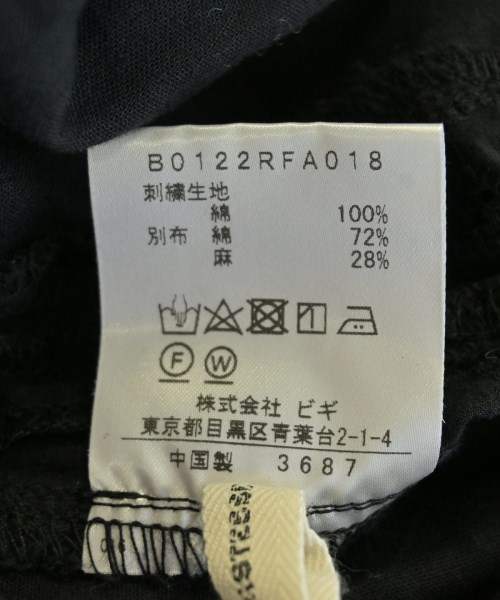 B0122RFA018
刺繍生地
綿 100%
別布 綿 72%
麻 28%
F W
株式会社 ビギ
東京都目黒区青葉台2-1-4
中国製 3687